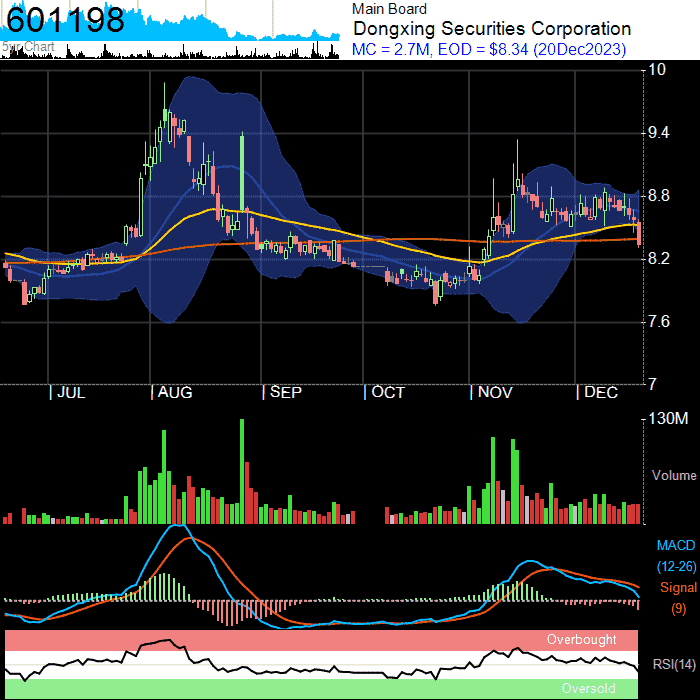 601198
5yr Chart
Main Board
Dongxing Securities Corporation
MC = 2.7M, EOD = $8.34 (20Dec2023)
10
9.4
8.8
8.2
7.6
7
| JUL | AUG | SEP | OCT | NOV | DEC
130M
Volume
MACD
(12-26)
Signal
(9)
Overbought
RSI(14)
Oversold